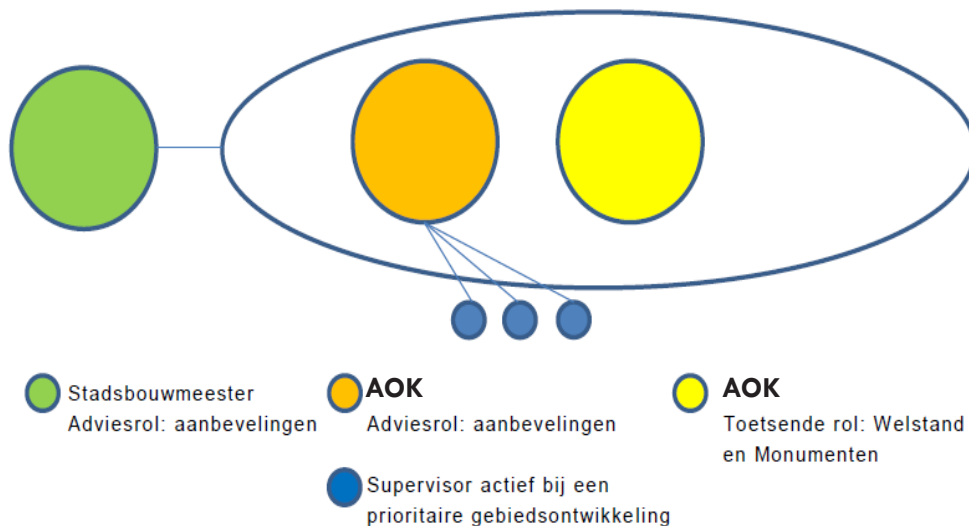 Stadsbouwmeester
Adviesrol: aanbevelingen
AOK
Adviesrol: aanbevelingen
AOK
Toetsende rol: Welstand
en Monumenten
Supervisor actief bij een
prioritaire gebiedsontwikkeling